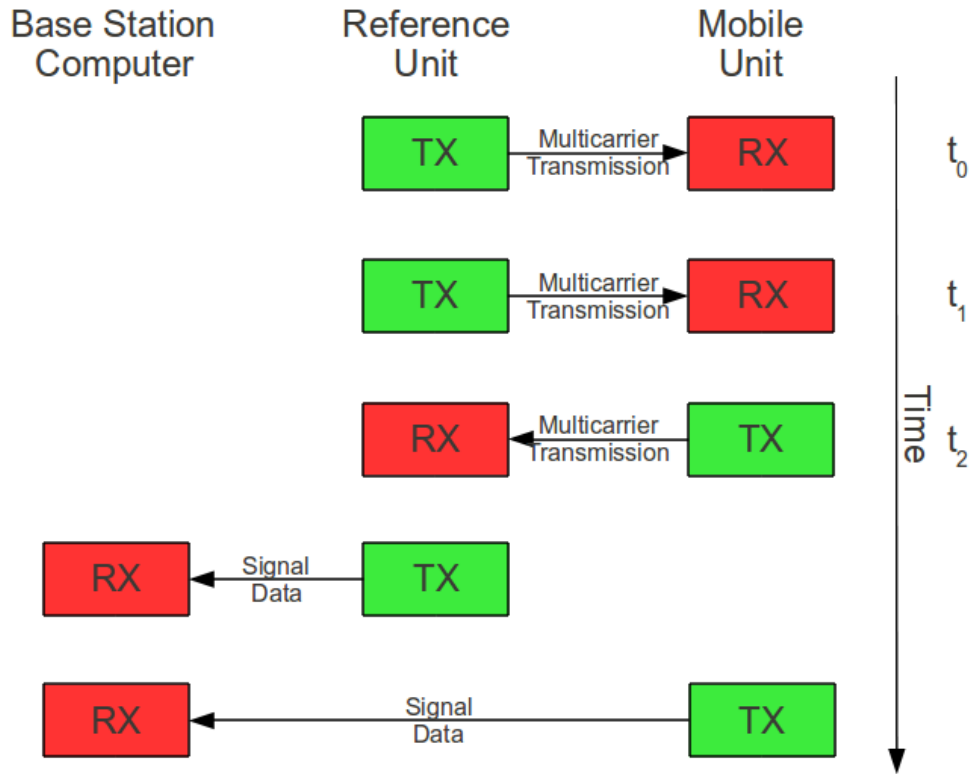 Base Station
Computer
Reference
Unit
Mobile
Unit
TX
Multicarrier
Transmission
RX
t0
TX
Multicarrier
Transmission
RX
t1
Time
RX
Multicarrier
Transmission
TX
t2
RX
Signal
Data
TX
RX
Signal
Data
TX